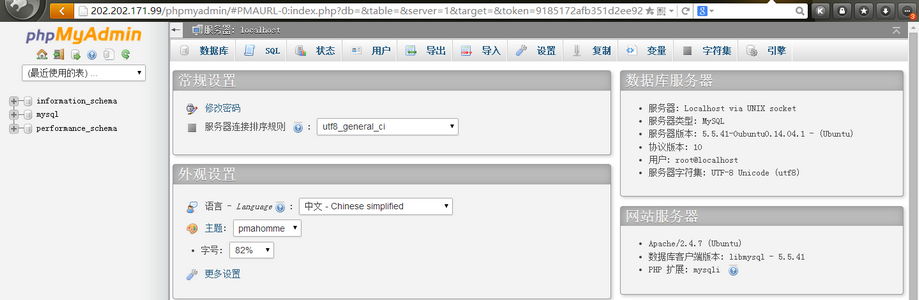 202.202.171.99/phpmyadmin/#PMAURL-0:index.php?db=&table=&server=1&target=&token=9185172afb351d2ee92
phpMyAdmin
(最近使用的表) ...
information_schema
mysql
performance_schema
服务器: localhost
数据库 SQL 状态 用户 导出 导入 设置 复制 变量 字符集 引擎
常规设置
修改密码
服务器连接排序规则 : utf8_general_ci
外观设置
语言 - Language : 中文 - Chinese simplified
主题: pmahomme
字号: 82%
更多设置
数据库服务器
服务器: Localhost via UNIX socket
服务器类型: MySQL
服务器版本: 5.5.41-0ubuntu0.14.04.1 - (Ubuntu)
协议版本: 10
用户: root@localhost
服务器字符集: UTF-8 Unicode (utf8)
网站服务器
Apache/2.4.7 (Ubuntu)
数据库客户端版本: libmysql - 5.5.41
PHP 扩展: mysqli